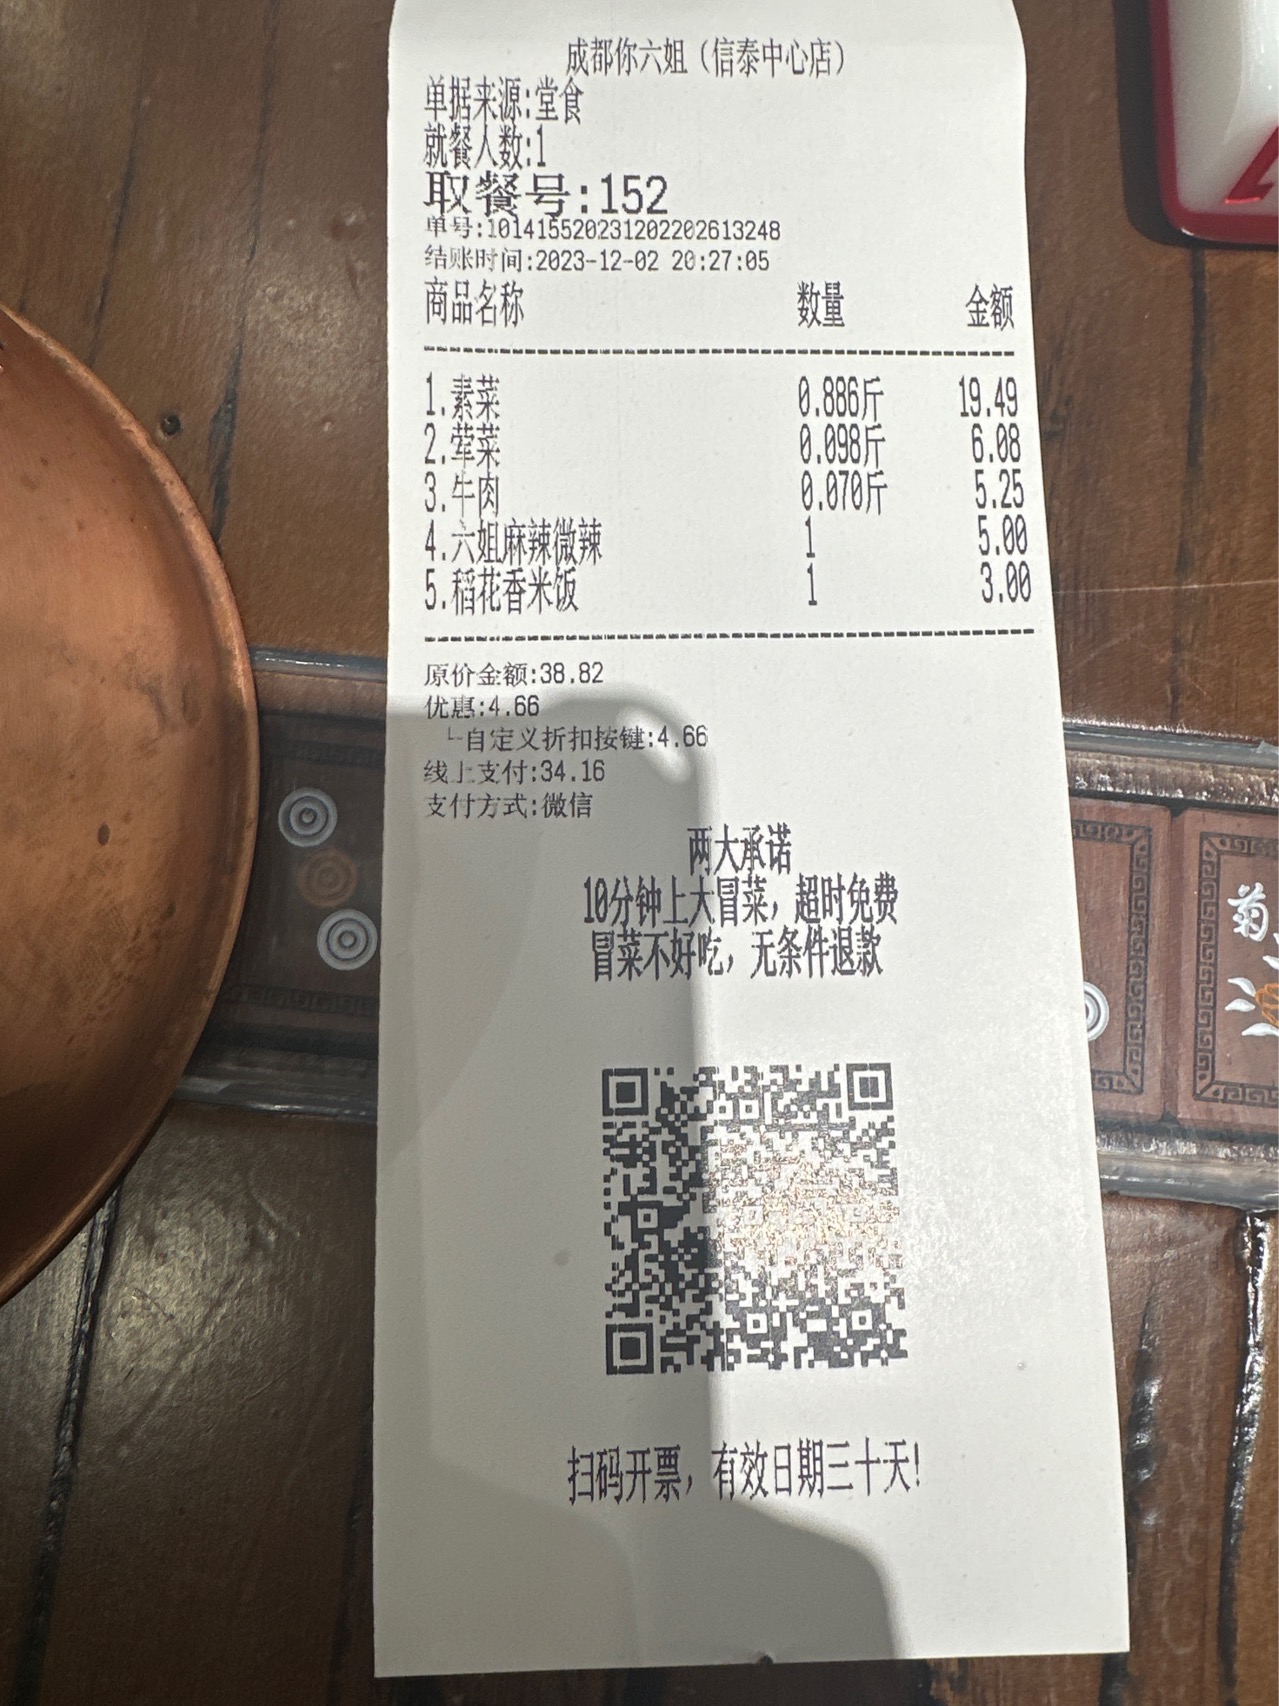 成都你六姐（信泰中心店）
单据来源:堂食
就餐人数:1
取餐号:152
单号:101415520231202202613248
结账时间:2023-12-02 20:27:05
商品名称 数量 金额
1.素菜 0.886斤 19.49
2.荤菜 0.098斤 6.08
3.牛肉 0.070斤 5.25
4.六姐麻辣微辣 1 5.00
5.稻花香米饭 1 3.00
原价金额:38.82
优惠:4.66
└自定义折扣按键:4.66
线上支付:34.16
支付方式:微信
两大承诺
10分钟上大冒菜，超时免费
冒菜不好吃，无条件退款
扫码开票，有效日期三十天!
菊